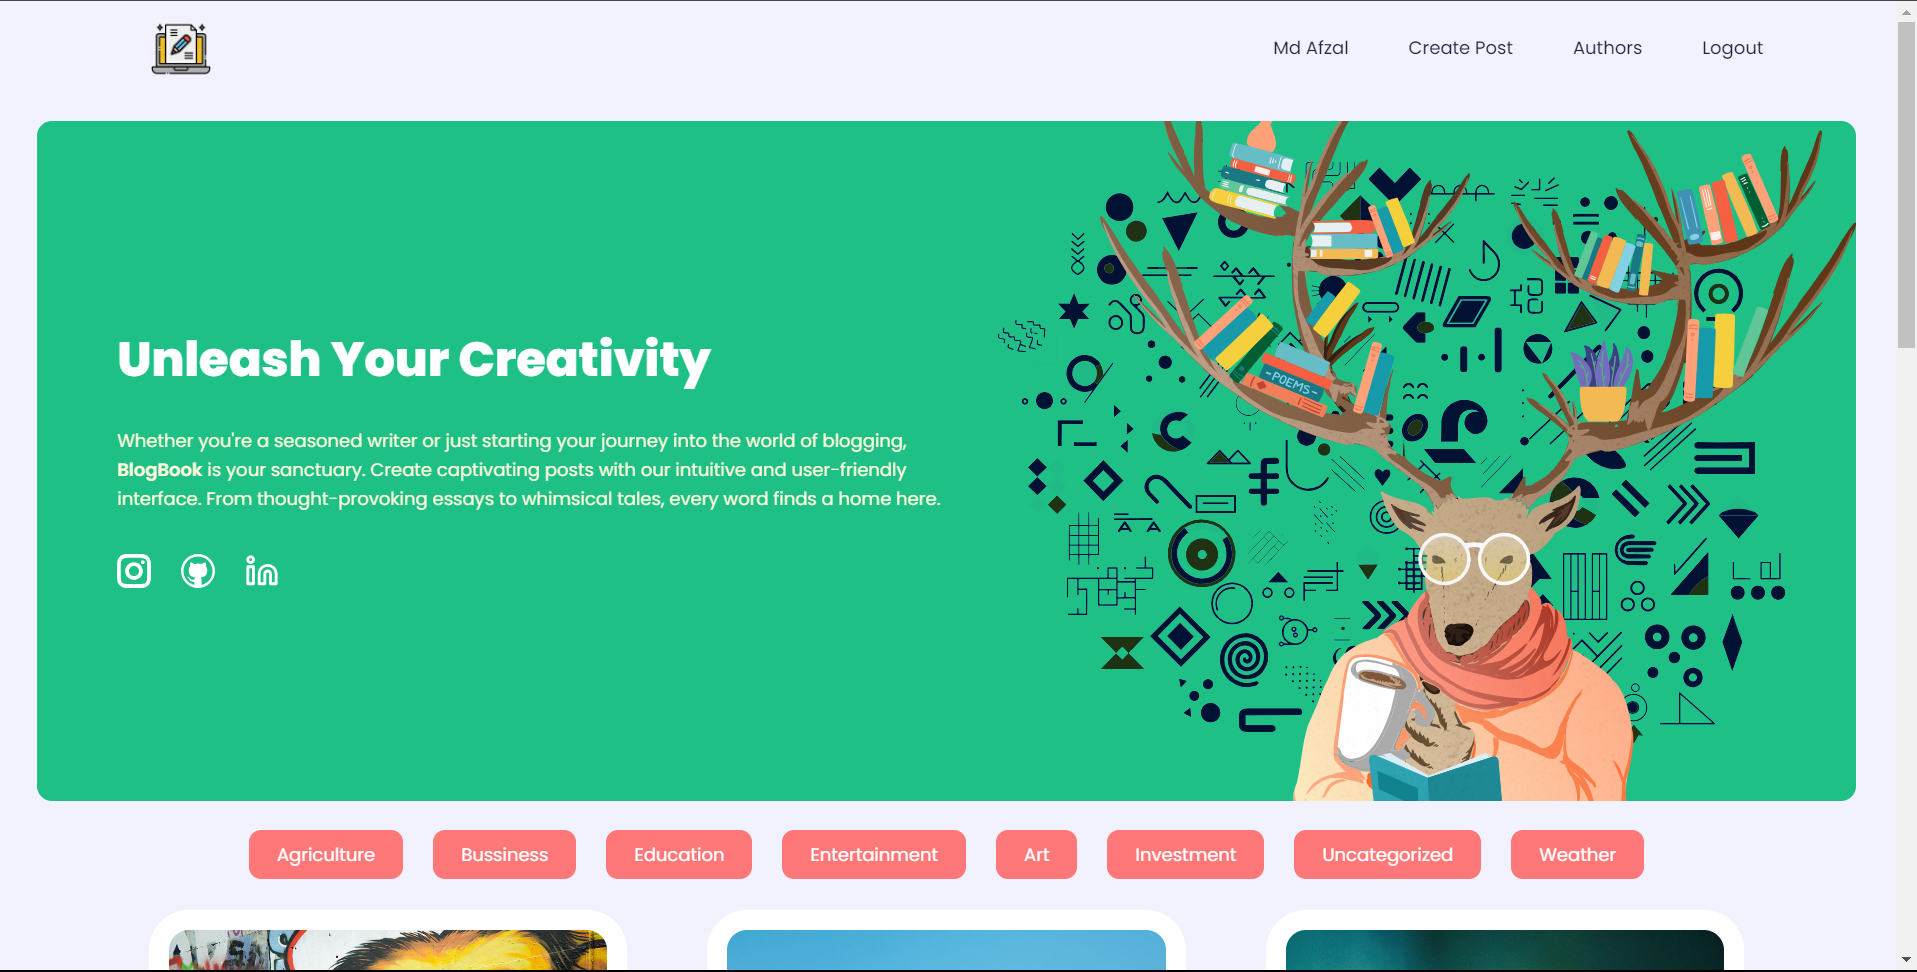 Md Afzal
Create Post
Authors
Logout
Unleash Your Creativity
Whether you're a seasoned writer or just starting your journey into the world of blogging,
BlogBook is your sanctuary. Create captivating posts with our intuitive and user-friendly
interface. From thought-provoking essays to whimsical tales, every word finds a home here.
-POEMS-
Agriculture
Bussiness
Education
Entertainment
Art
Investment
Uncategorized
Weather